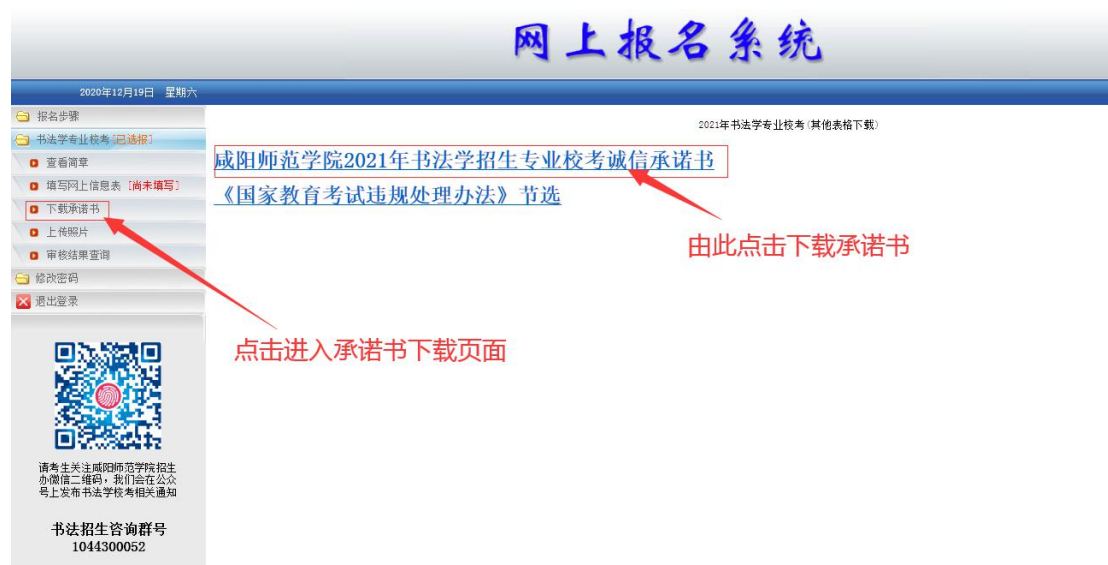 网上报名系统
2020年12月19日 星期六
报名步骤
书法学专业校考[已选报]
查看简章
填写网上信息表 [尚未填写]
下载承诺书
上传照片
审核结果查询
修改密码
退出登录
2021年书法学专业校考(其他表格下载)
咸阳师范学院2021年书法学招生专业校考诚信承诺书
《国家教育考试违规处理办法》节选
由此点击下载承诺书
点击进入承诺书下载页面
请考生关注咸阳师范学院招生
办微信二维码，我们会在公众
号上发布书法学校考相关通知
书法招生咨询群号
1044300052